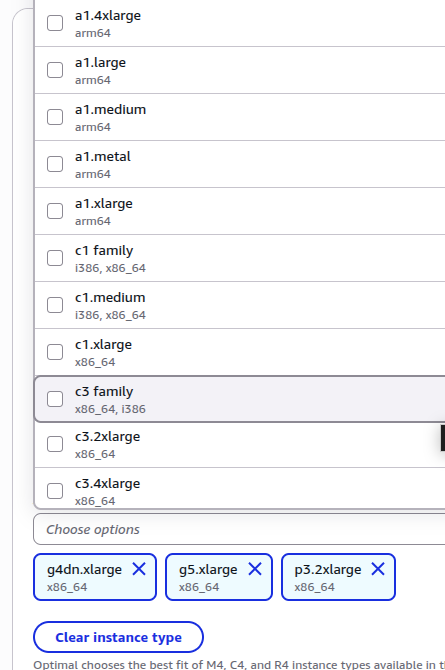 a1.4xlarge
arm64
a1.large
arm64
a1.medium
arm64
a1.metal
arm64
a1.xlarge
arm64
c1 family
i386, x86_64
c1.medium
i386, x86_64
c1.xlarge
x86_64
c3 family
x86_64, i386
c3.2xlarge
x86_64
c3.4xlarge
x86_64
Choose options
g4dn.xlarge g5.xlarge p3.2xlarge
x86_64 x86_64 x86_64
Clear instance type
Optimal chooses the best fit of M4, C4, and R4 instance types available in